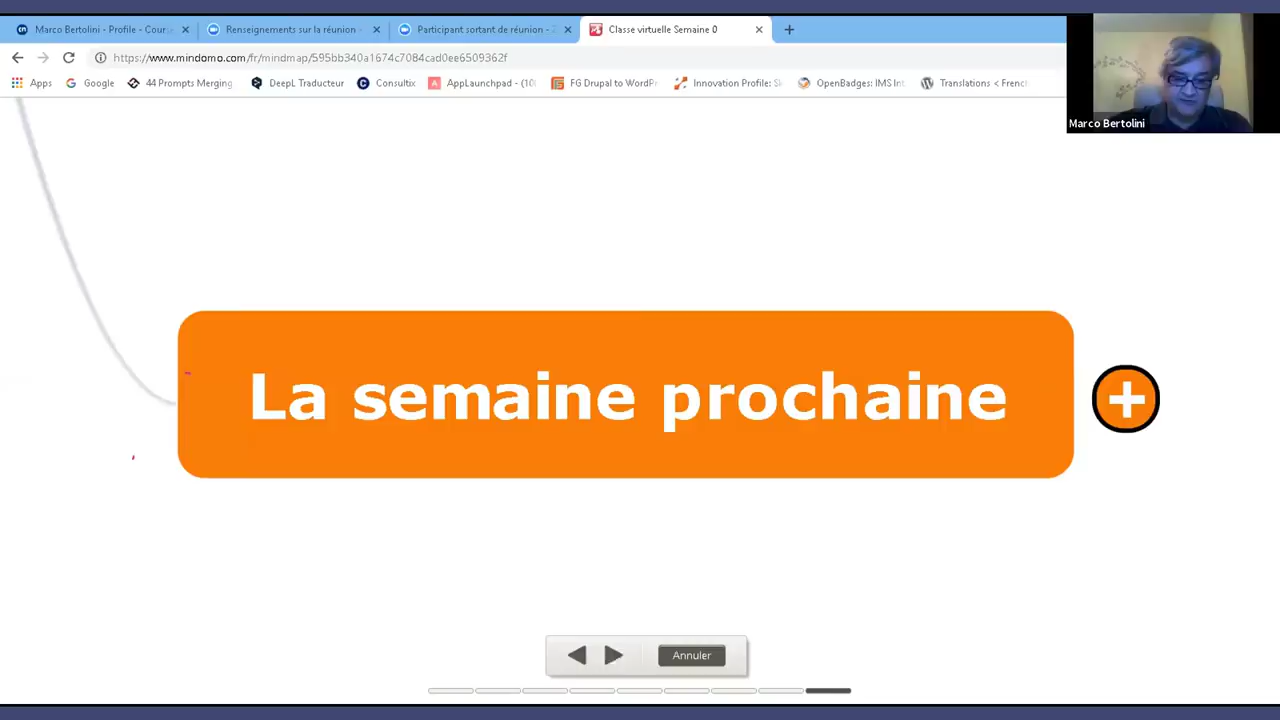 Marco Bertolini - Profile - Cours
Renseignements sur la réunion -
Participant sortant de réunion - Z
Classe virtuelle Semaine 0
https://www.mindomo.com/fr/mindmap/595bb340a1674c7084cad0ee6509362f
Apps
Google
44 Prompts Merging
DeepL Traducteur
Consultix
AppLaunchpad - (10
FG Drupal to WordPr
Innovation Profile: Sk
OpenBadges: IMS Int
Translations < French
Marco Bertolini
La semaine prochaine
Annuler